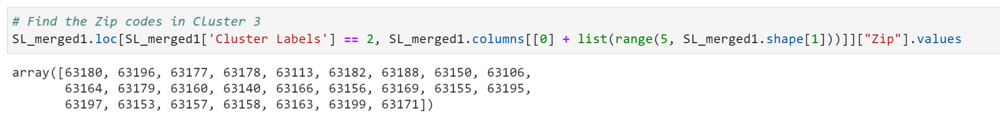 # Find the Zip codes in Cluster 3
SL_merged1.loc[SL_merged1['Cluster Labels'] == 2, SL_merged1.columns[[0] + list(range(5, SL_merged1.shape[1]))]]["Zip"].values
array([63180, 63196, 63177, 63178, 63113, 63182, 63188, 63150, 63106,
63164, 63179, 63160, 63140, 63166, 63156, 63169, 63155, 63195,
63197, 63153, 63157, 63158, 63163, 63199, 63171])